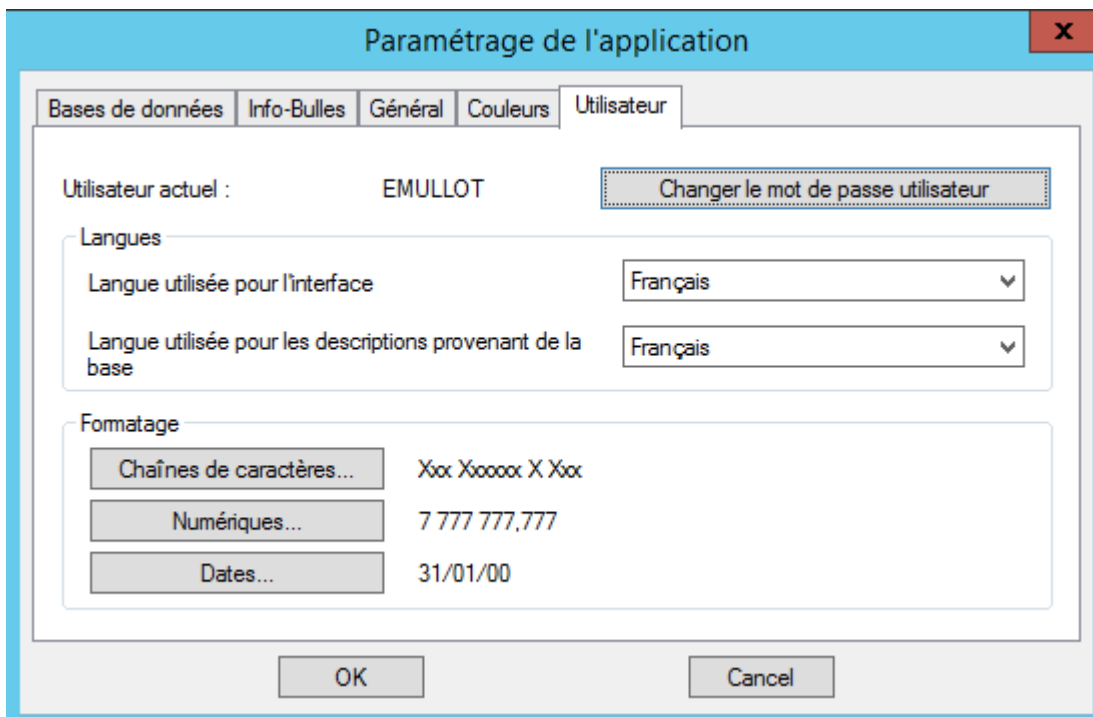 Paramétrage de l'application
x
Bases de données Info-Bulles Général Couleurs Utilisateur
Utilisateur actuel : EMULLOT Changer le mot de passe utilisateur
Langues
Langue utilisée pour l'interface Français
Langue utilisée pour les descriptions provenant de la
base
Français
Formatage
Chaînes de caractères... Xxx Xxxxxx X Xxx
Numériques... 7 777 777,777
Dates... 31/01/00
OK Cancel